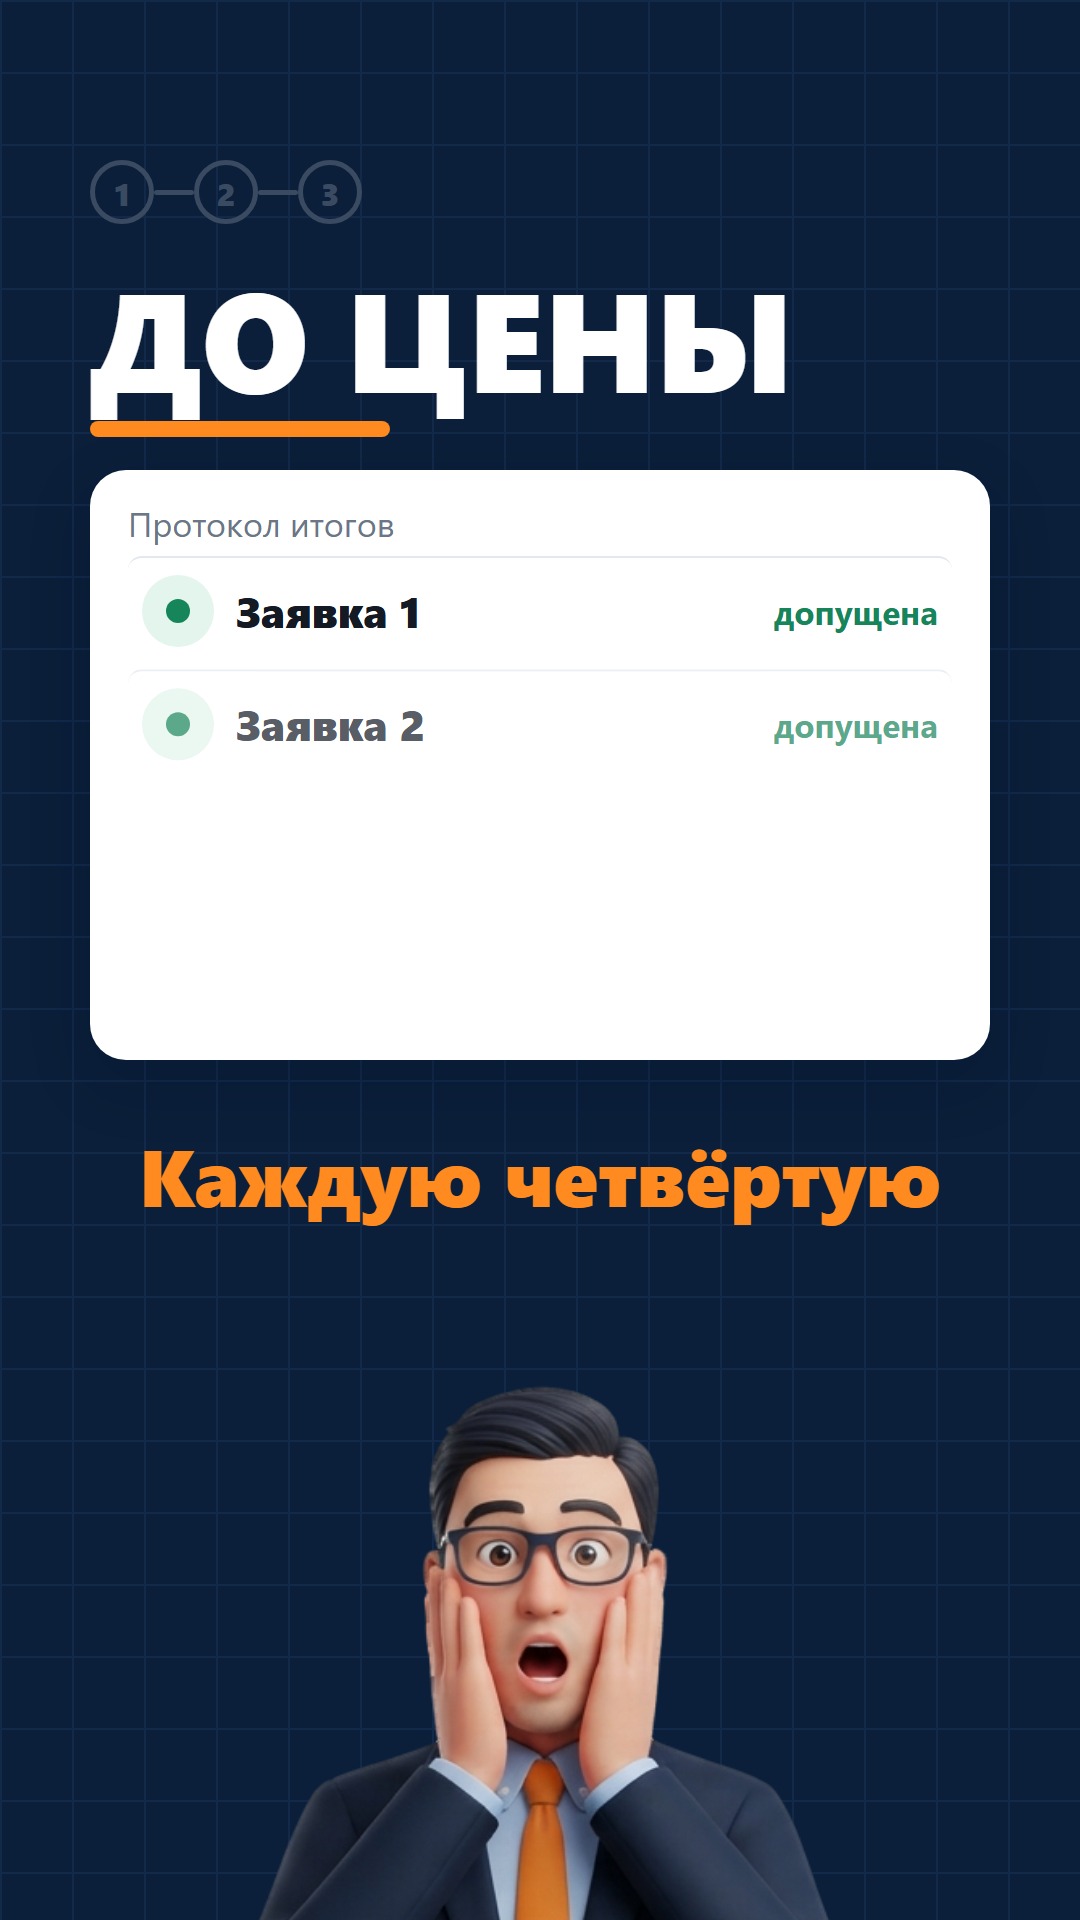 1 2 3
ДО ЦЕНЫ
Протокол итогов
Заявка 1 допущена
Заявка 2 допущена
Каждую четвёртую